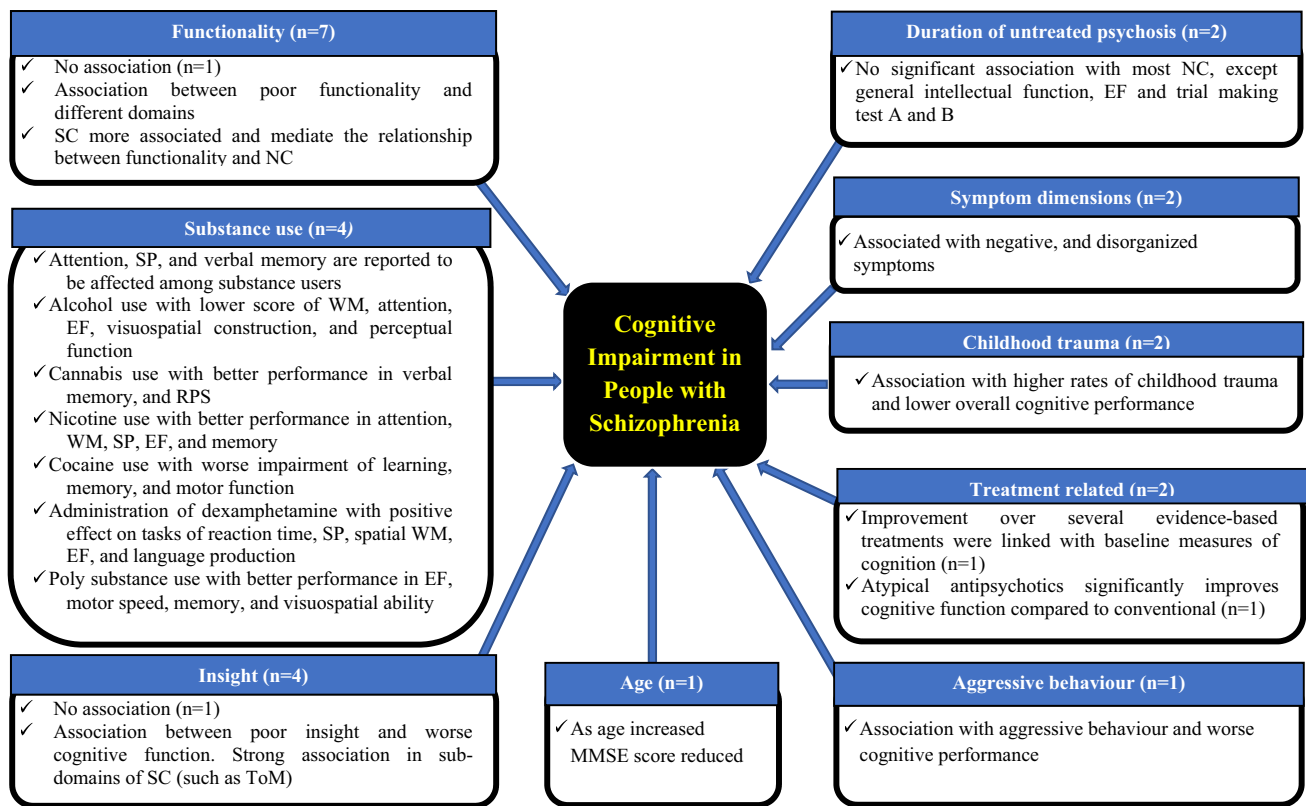 Functionality (n=7)
✓ No association (n=1)
✓ Association between poor functionality and
different domains
✓ SC more associated and mediate the relationship
between functionality and NC
Substance use (n=4)
✓ Attention, SP, and verbal memory are reported to
be affected among substance users
✓ Alcohol use with lower score of WM, attention,
EF, visuospatial construction, and perceptual
function
✓ Cannabis use with better performance in verbal
memory, and RPS
✓ Nicotine use with better performance in attention,
WM, SP, EF, and memory
✓ Cocaine use with worse impairment of learning,
memory, and motor function
✓ Administration of dexamphetamine with positive
effect on tasks of reaction time, SP, spatial WM,
EF, and language production
✓ Poly substance use with better performance in EF,
motor speed, memory, and visuospatial ability
Insight (n=4)
✓ No association (n=1)
✓ Association between poor insight and worse
cognitive function. Strong association in sub-
domains of SC (such as ToM)
Cognitive
Impairment in
People with
Schizophrenia
Age (n=1)
✓ As age increased
MMSE score reduced
Duration of untreated psychosis (n=2)
✓ No significant association with most NC, except
general intellectual function, EF and trial making
test A and B
Symptom dimensions (n=2)
✓ Associated with negative, and disorganized
symptoms
Childhood trauma (n=2)
✓ Association with higher rates of childhood trauma
and lower overall cognitive performance
Treatment related (n=2)
✓ Improvement over several evidence-based
treatments were linked with baseline measures of
cognition (n=1)
✓ Atypical antipsychotics significantly improves
cognitive function compared to conventional (n=1)
Aggressive behaviour (n=1)
✓ Association with aggressive behaviour and worse
cognitive performance